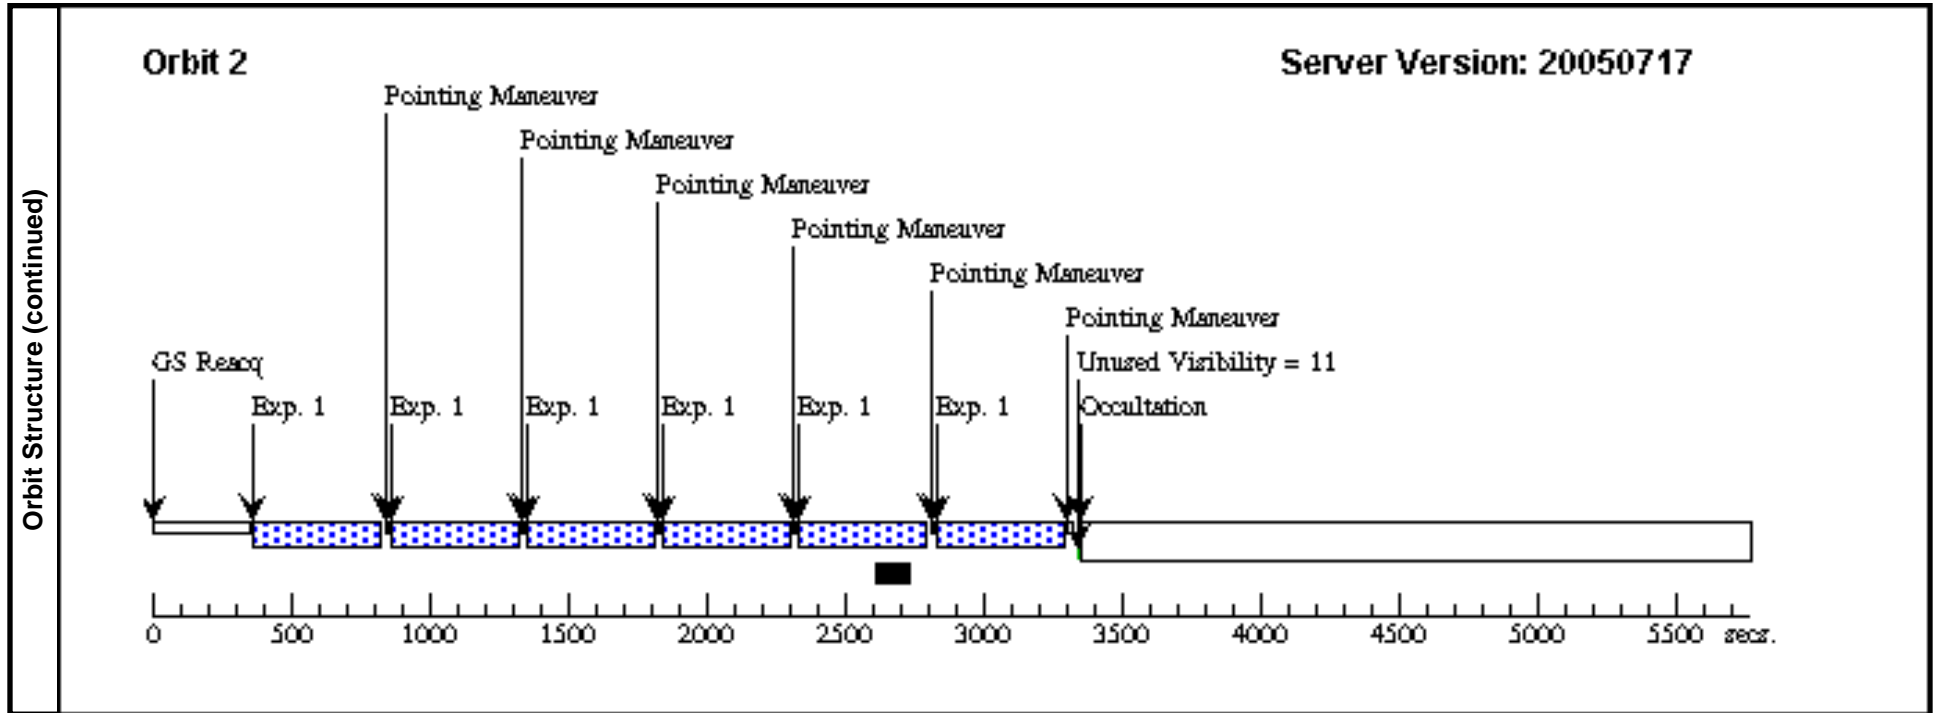 Orbit Structure (continued)
Orbit 2
Server Version: 20050717
Pointing Maneuver
Pointing Maneuver
Pointing Maneuver
Pointing Maneuver
Pointing Maneuver
Pointing Maneuver
GS Reacq
Unused Visibility = 11
Exp. 1
Exp. 1
Exp. 1
Exp. 1
Exp. 1
Exp. 1
Occultation
0 500 1000 1500 2000 2500 3000 3500 4000 4500 5000 5500 secs.